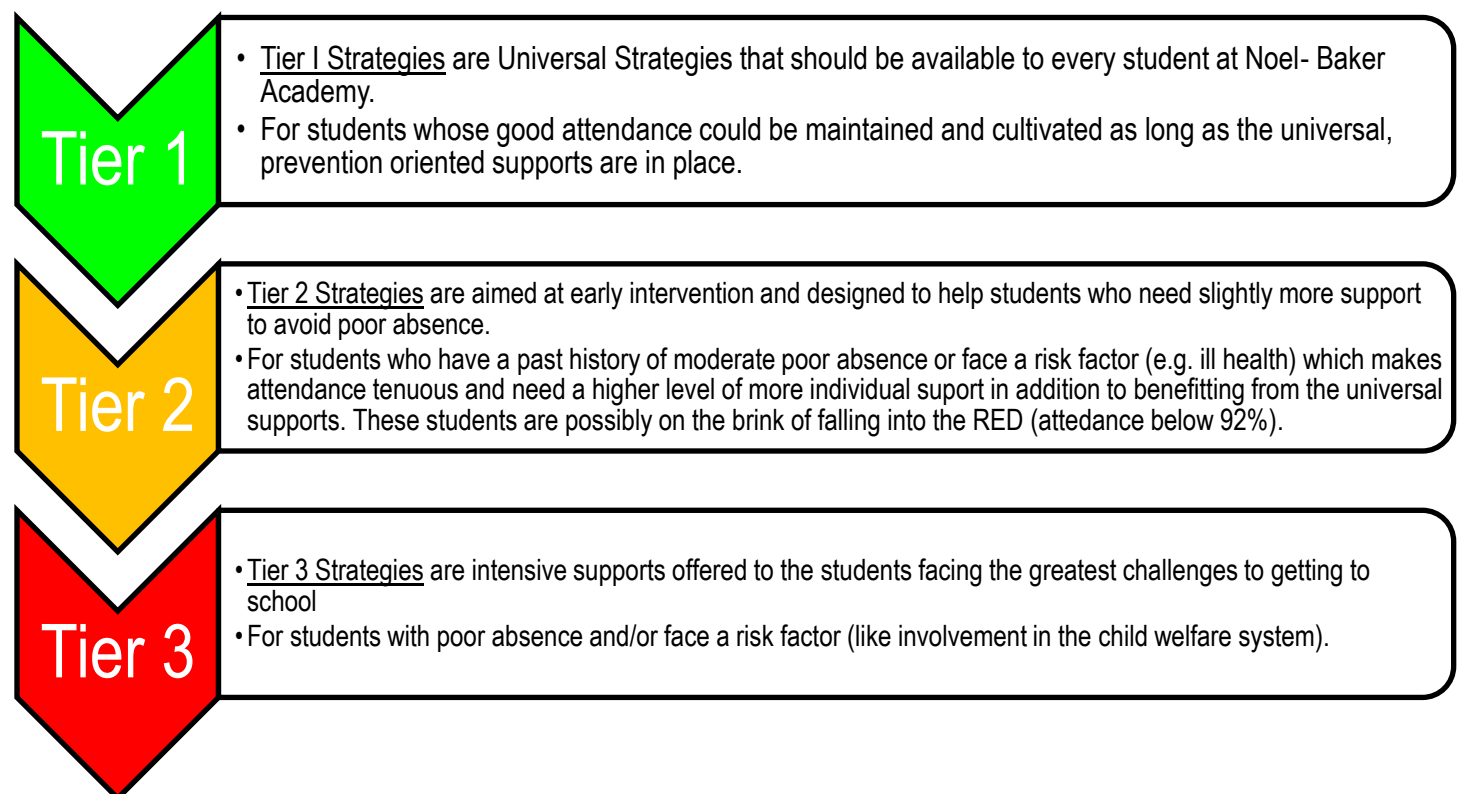 Tier 1
• Tier I Strategies are Universal Strategies that should be available to every student at Noel- Baker
Academy.
• For students whose good attendance could be maintained and cultivated as long as the universal,
prevention oriented supports are in place.
Tier 2
• Tier 2 Strategies are aimed at early intervention and designed to help students who need slightly more support
to avoid poor absence.
• For students who have a past history of moderate poor absence or face a risk factor (e.g. ill health) which makes
attendance tenuous and need a higher level of more individual suport in addition to benefitting from the universal
supports. These students are possibly on the brink of falling into the RED (attedance below 92%).
Tier 3
• Tier 3 Strategies are intensive supports offered to the students facing the greatest challenges to getting to
school
• For students with poor absence and/or face a risk factor (like involvement in the child welfare system).